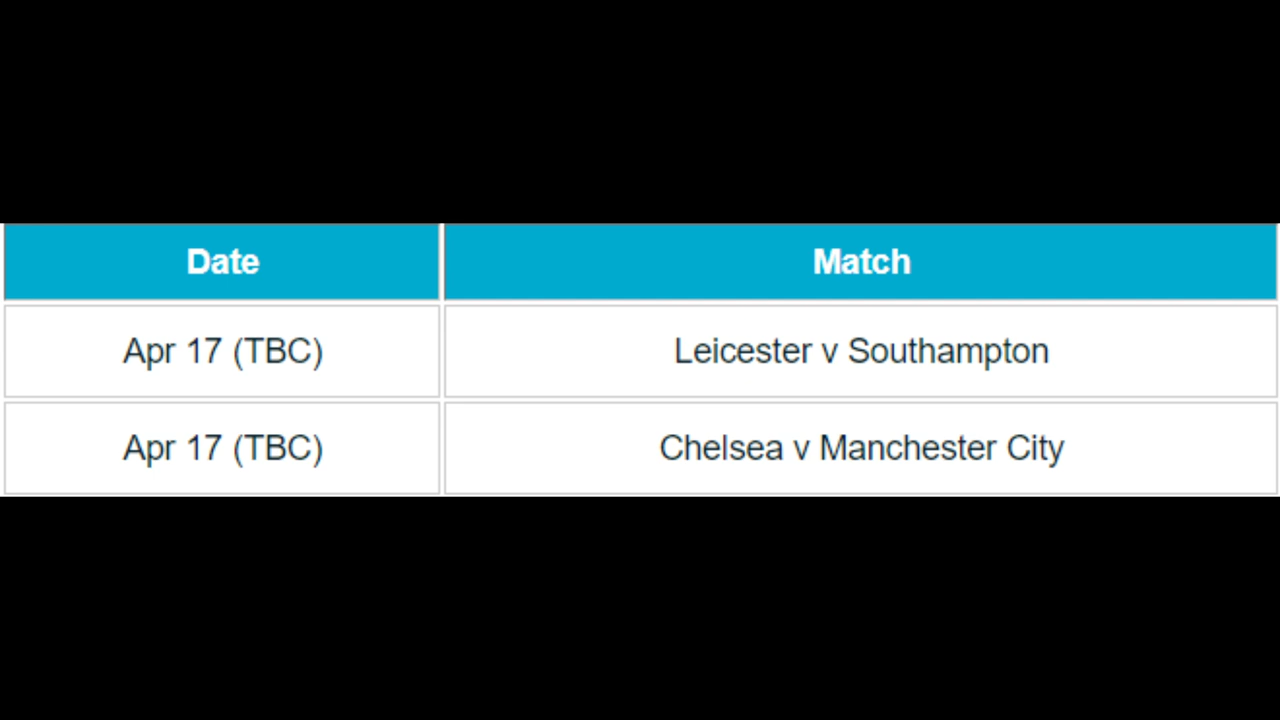 Date Match
Apr 17 (TBC) Leicester v Southampton
Apr 17 (TBC) Chelsea v Manchester City